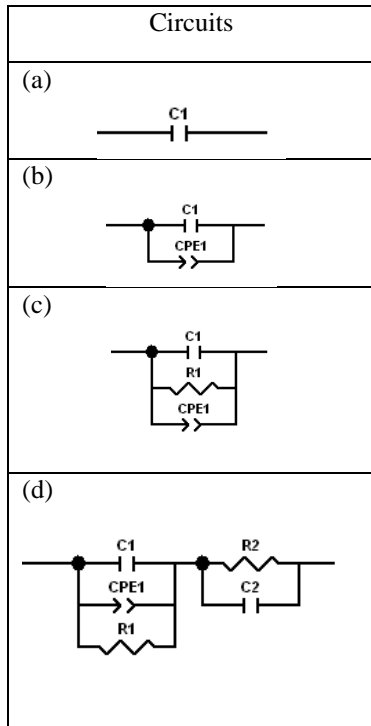 Circuits
(a)
C1
(b)
C1
CPE1
(c)
C1
R1
CPE1
(d)
C1
R2
CPE1
C2
R1